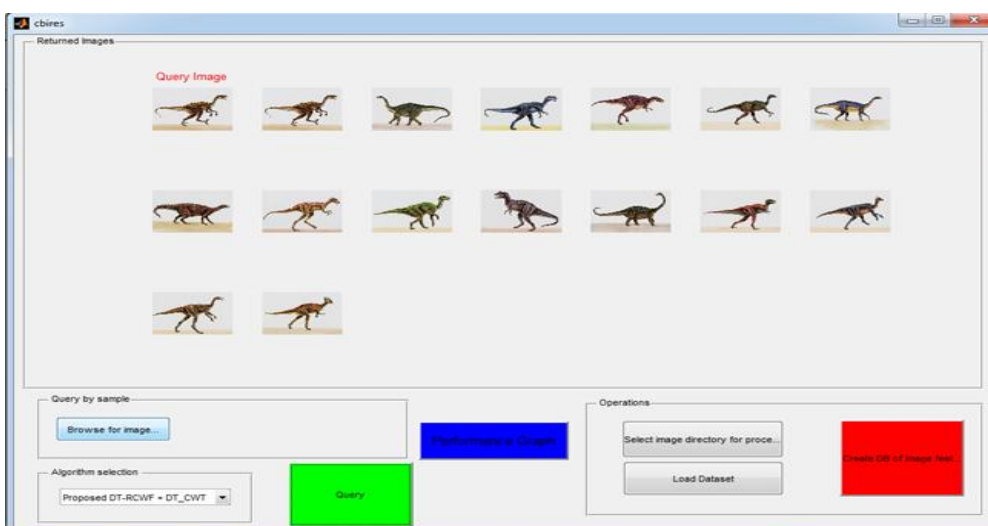 cbires
Returned Images
Query Image
Query by sample
Browse for image...
Algorithm selection
Proposed DT-RCWF + DT_CWT
Query
Performance Graph
Operations
Select image directory for proce...
Load Dataset
Create DB of image feat...